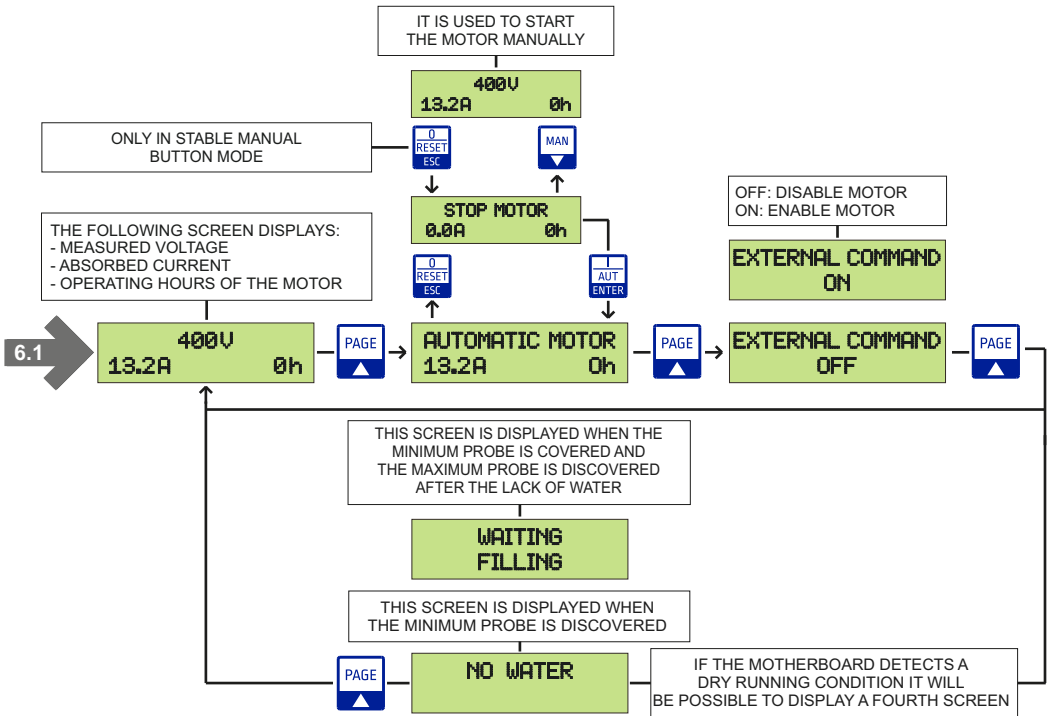 IT IS USED TO START
THE MOTOR MANUALLY
400V
13.2A 0h
ONLY IN STABLE MANUAL
BUTTON MODE
0
RESET
ESC
MAN
STOP MOTOR
0.0A 0h
OFF: DISABLE MOTOR
ON: ENABLE MOTOR
THE FOLLOWING SCREEN DISPLAYS:
- MEASURED VOLTAGE
- ABSORBED CURRENT
- OPERATING HOURS OF THE MOTOR
0
RESET
ESC
I
AUT
ENTER
EXTERNAL COMMAND
ON
6.1
400V
13.2A 0h
PAGE
AUTOMATIC MOTOR
13.2A 0h
PAGE
EXTERNAL COMMAND
OFF
PAGE
THIS SCREEN IS DISPLAYED WHEN THE
MINIMUM PROBE IS COVERED AND
THE MAXIMUM PROBE IS DISCOVERED
AFTER THE LACK OF WATER
WAITING
FILLING
THIS SCREEN IS DISPLAYED WHEN
THE MINIMUM PROBE IS DISCOVERED
PAGE
NO WATER
IF THE MOTHERBOARD DETECTS A
DRY RUNNING CONDITION IT WILL
BE POSSIBLE TO DISPLAY A FOURTH SCREEN